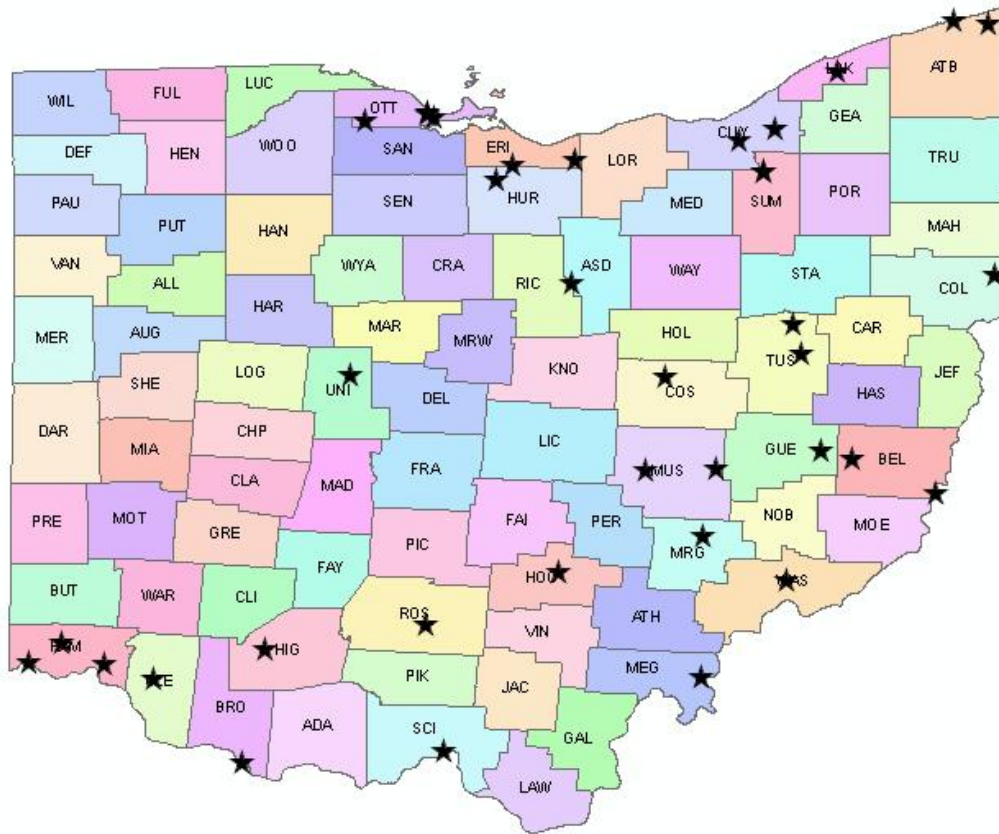 ATB
LUC
WIL
FUL
OTT
GEA
CUY
DEF
HEN
WOO
SAN
ERI
LOR
TRU
PAU
SEN
HUR
MED
SUM
POR
PUT
HAN
MAH
VAN
ALL
WYA
CRA
RIC
ASD
WAY
STA
COL
MER
AUG
HAR
MAR
MRW
HOL
CAR
TUS
SHE
LOG
UNI
DEL
KNO
COS
HAS
JEF
DAR
MIA
CHP
CLA
MAD
FRA
LIC
MUS
GUE
BEL
PRE
MOT
GRE
PIC
FAI
PER
MRG
NOB
MOE
BUT
WAR
CLI
FAY
HOC
WAS
ROS
VIN
ATH
HIG
PIK
JAC
MEG
BRO
ADA
SCI
GAL
LAW